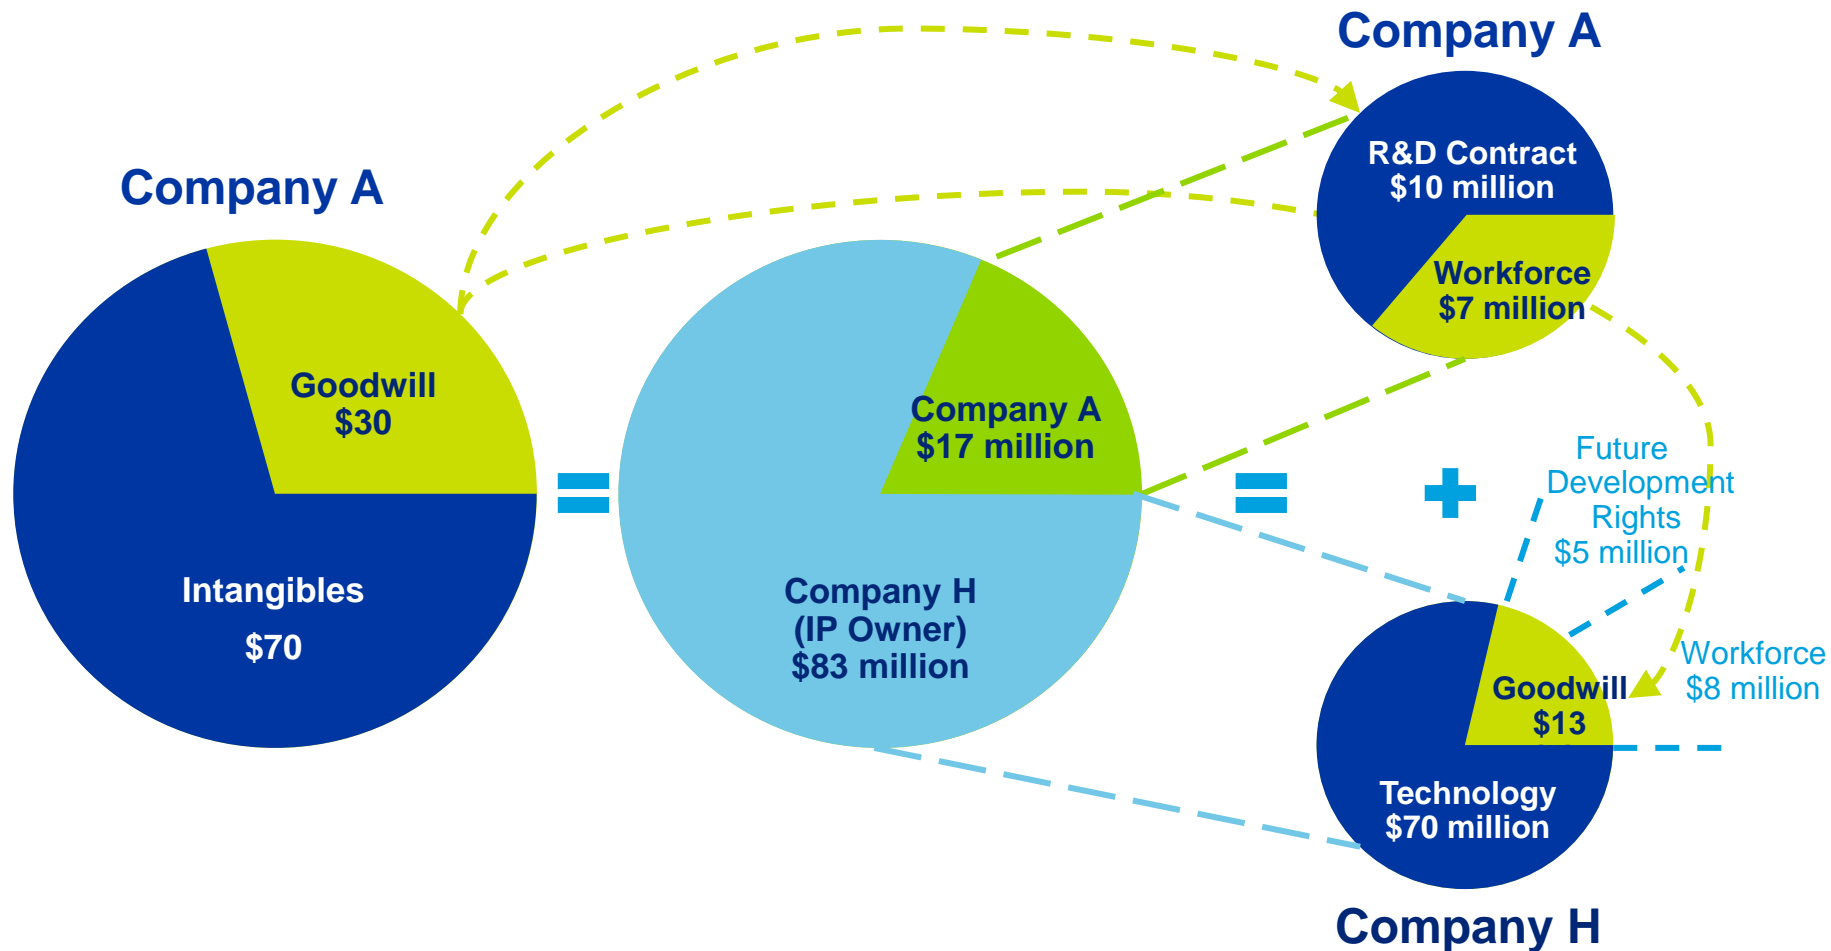 Company A
Goodwill
$30
Intangibles
$70
Company A
$17 million
Company H
(IP Owner)
$83 million
Company A
R&D Contract
$10 million
Workforce
$7 million
Future
Development
Rights
$5 million
Workforce
$8 million
Goodwill
$13
Technology
$70 million
Company H